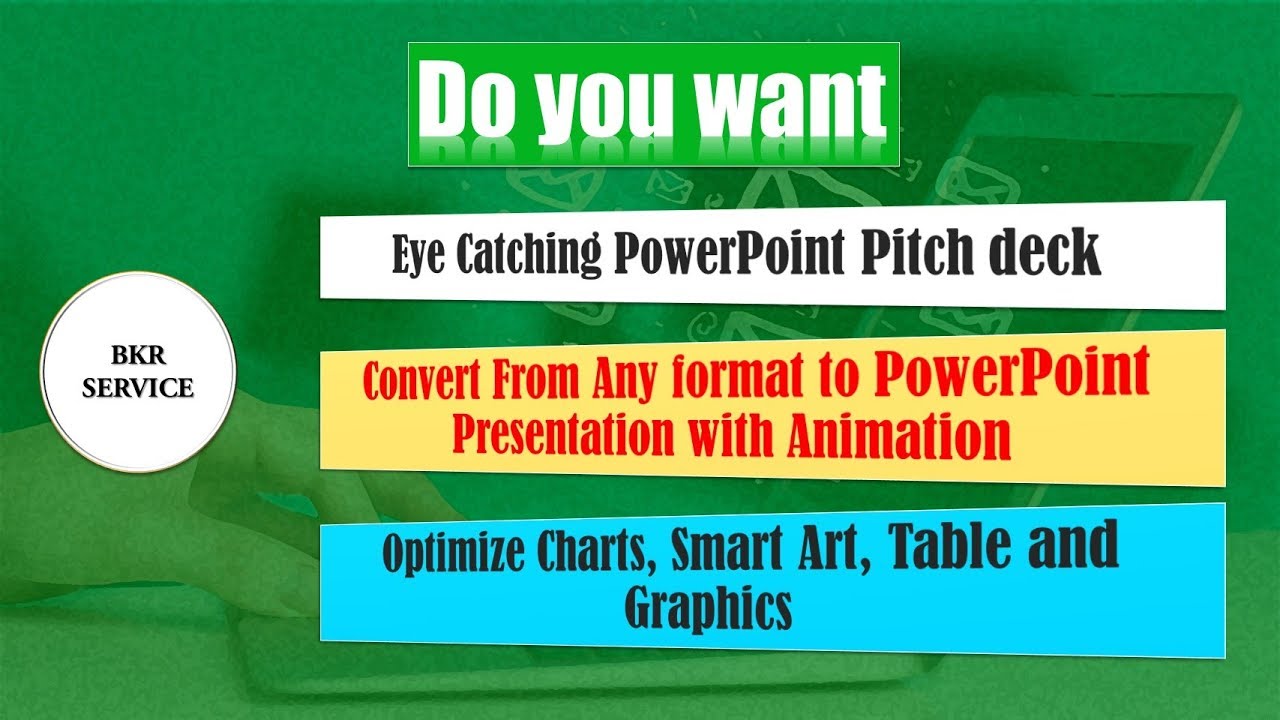 Do you want
Eye Catching PowerPoint Pitch deck
BKR
SERVICE
Convert From Any format to PowerPoint
Presentation with Animation
Optimize Charts, Smart Art, Table and
Graphics